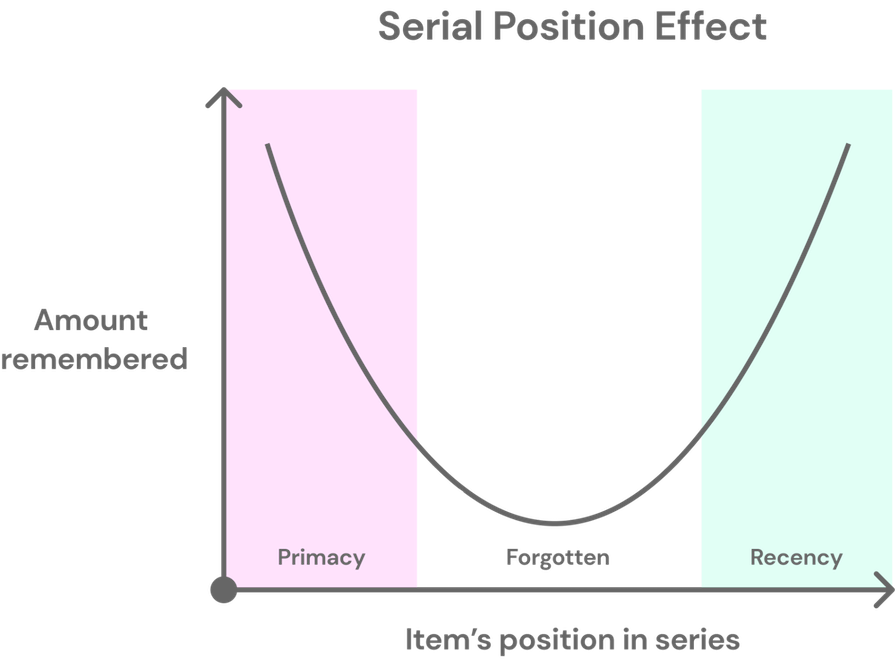 Serial Position Effect
Amount
remembered
Primacy
Forgotten
Recency
Item’s position in series